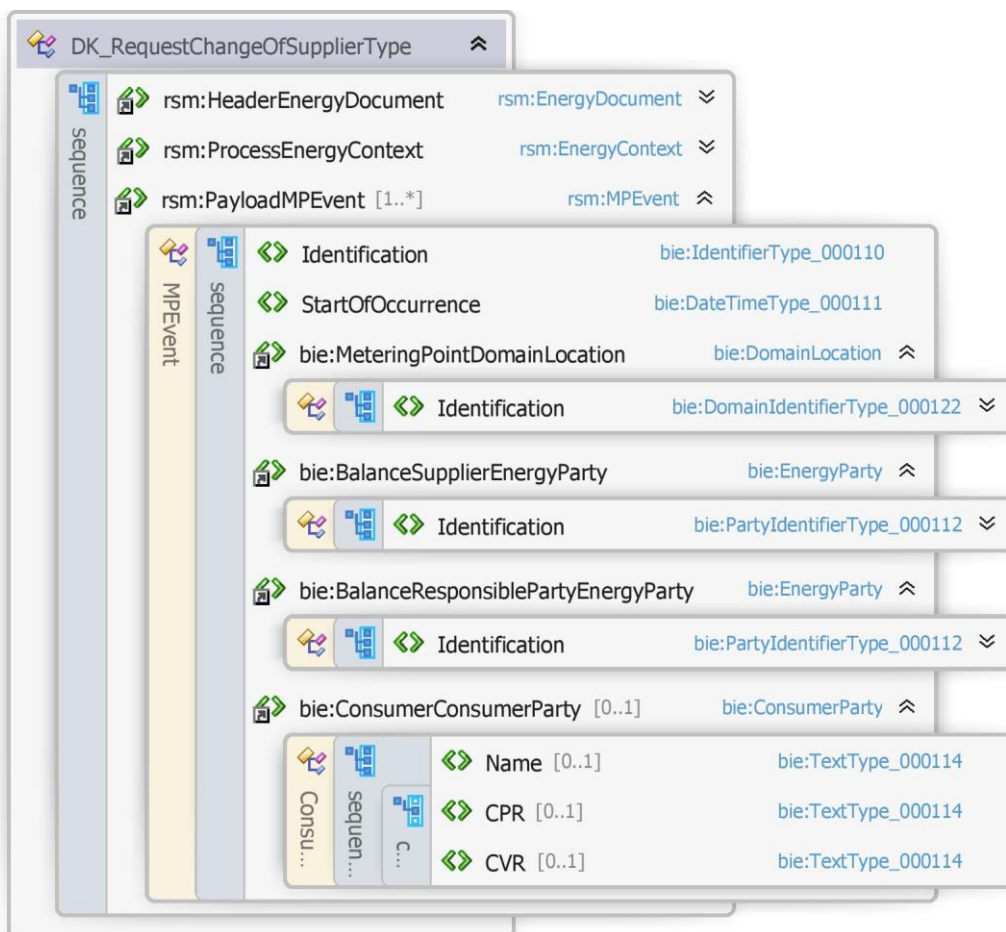 DK_RequestChangeOfSupplierType
sequence
rsm:HeaderEnergyDocument rsm:EnergyDocument
rsm:ProcessEnergyContext rsm:EnergyContext
rsm:PayloadMPEvent [1..*] rsm:MPEvent
MPEvent
sequence
Identification bie:IdentifierType_000110
StartOfOccurrence bie:DateTimeType_000111
bie:MeteringPointDomainLocation bie:DomainLocation
Identification bie:DomainIdentifierType_000122
bie:BalanceSupplierEnergyParty bie:EnergyParty
Identification bie:PartyIdentifierType_000112
bie:BalanceResponsiblePartyEnergyParty bie:EnergyParty
Identification bie:PartyIdentifierType_000112
bie:ConsumerConsumerParty [0..1] bie:ConsumerParty
Consu...
sequen...
c...
Name [0..1] bie:TextType_000114
CPR [0..1] bie:TextType_000114
CVR [0..1] bie:TextType_000114